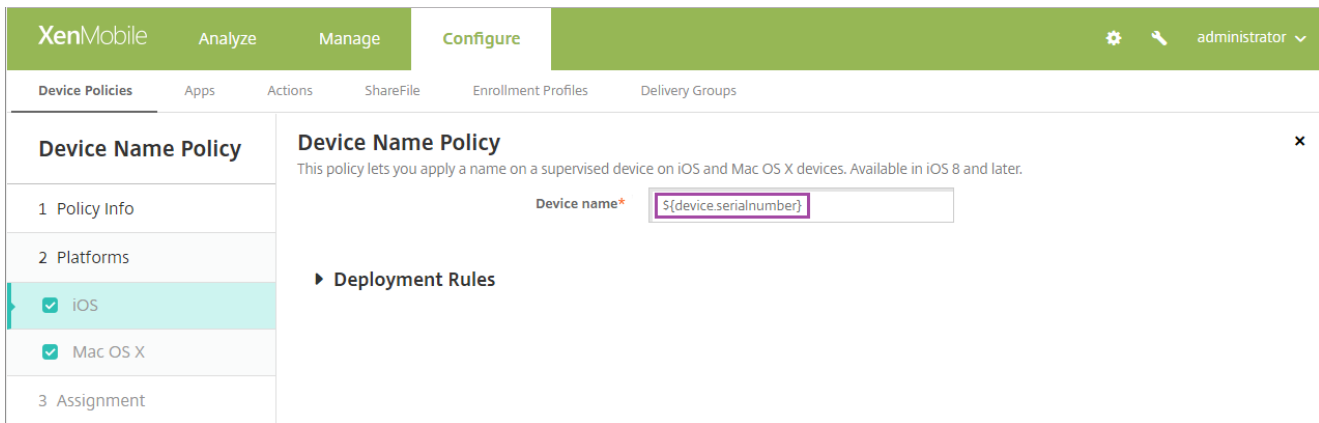 XenMobile Analyze Manage Configure administrator
Device Policies Apps Actions ShareFile Enrollment Profiles Delivery Groups
Device Name Policy
1 Policy Info
2 Platforms
iOS
Mac OS X
3 Assignment
Device Name Policy
This policy lets you apply a name on a supervised device on iOS and Mac OS X devices. Available in iOS 8 and later.
Device name* ${device.serialnumber}
Deployment Rules